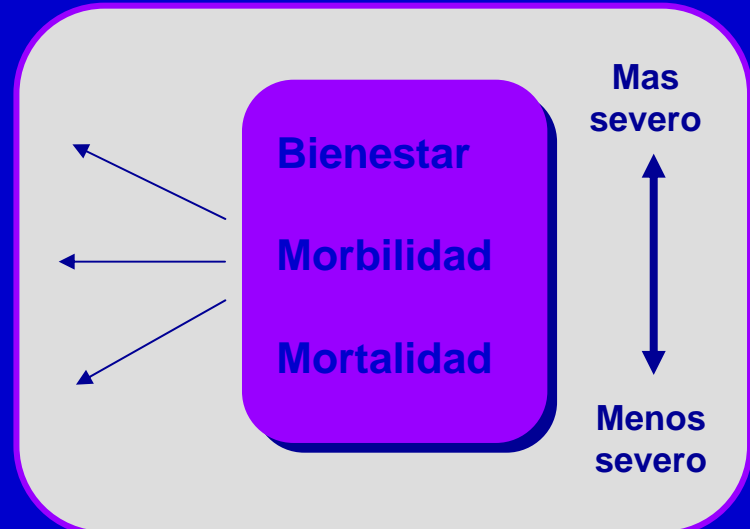 Bienestar
Morbilidad
Mortalidad
Mas
severo
Menos
severo